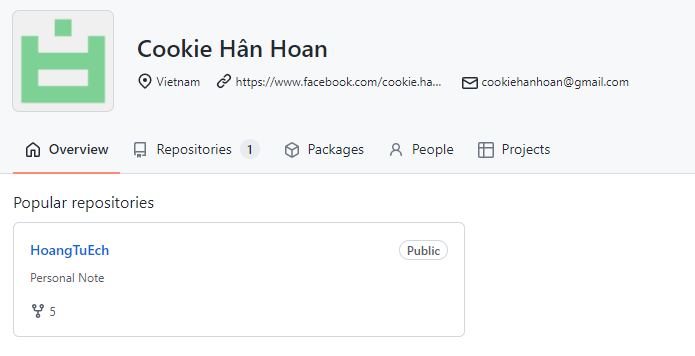 Cookie Hân Hoan
Vietnam https://www.facebook.com/cookie.ha... cookiehanhoan@gmail.com
Overview Repositories 1 Packages People Projects
Popular repositories
HoangTuEch Public
Personal Note
5